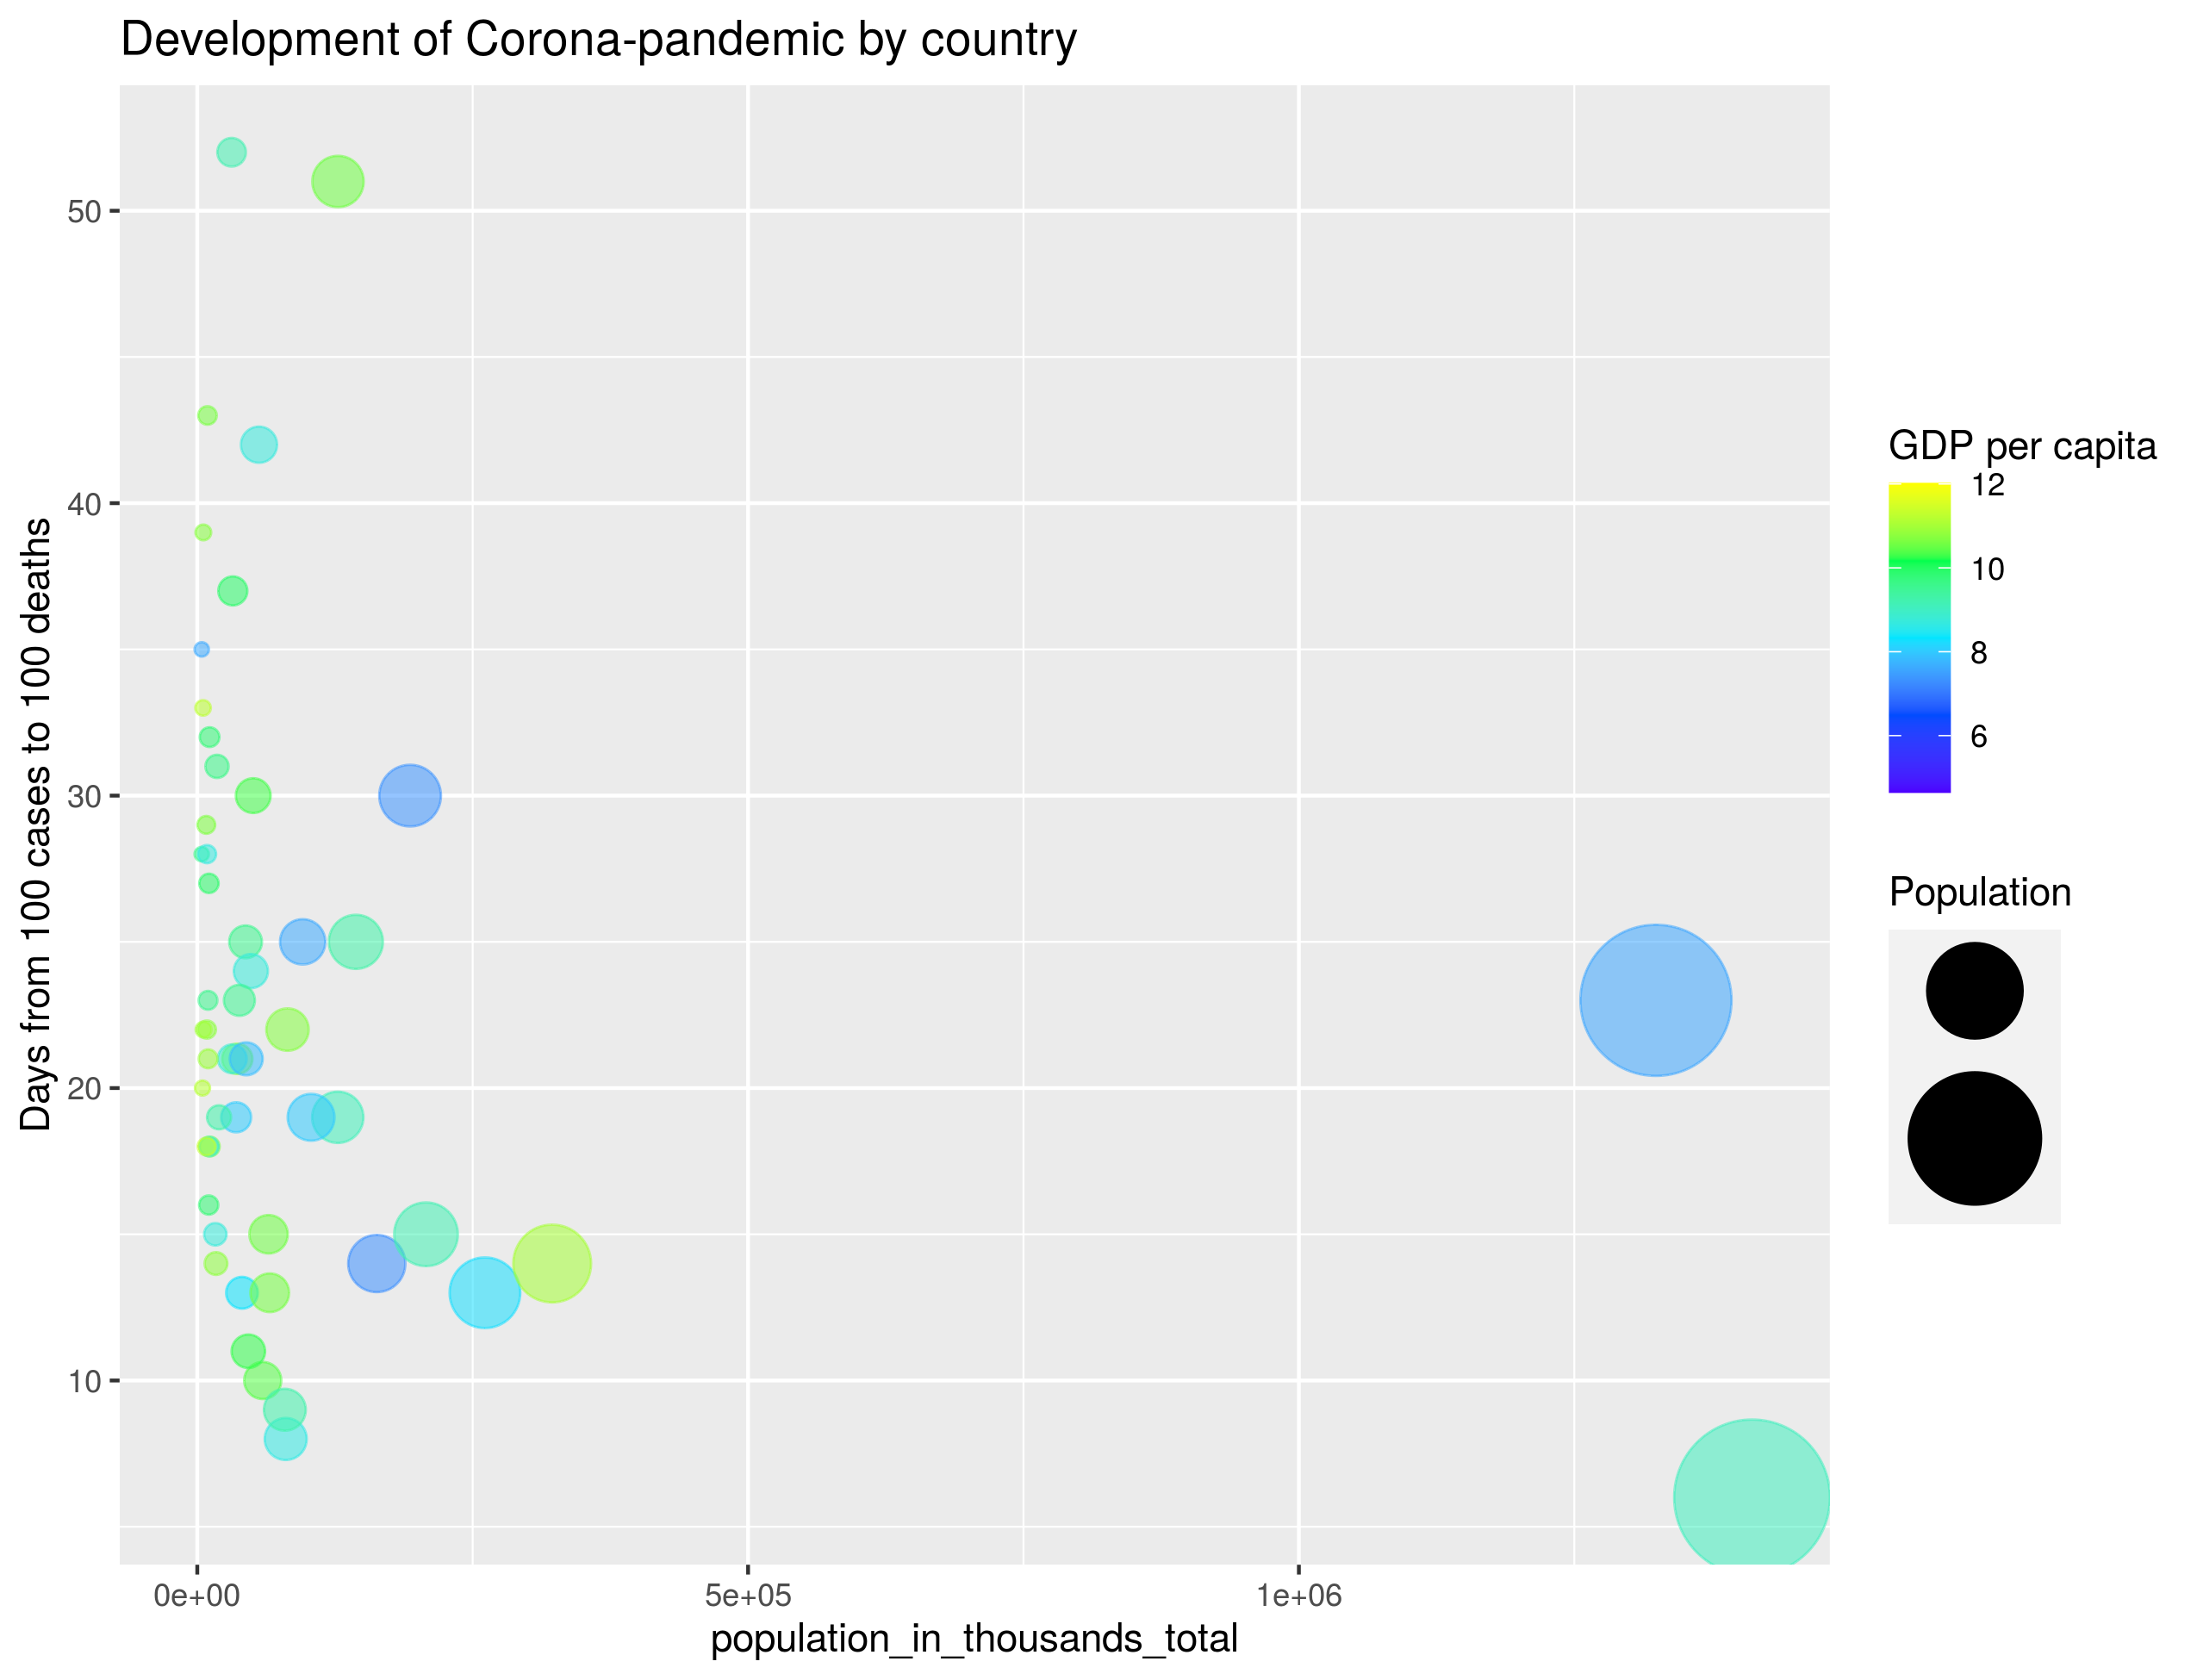 Development of Corona-pandemic by country
Days from 100 cases to 100 deaths
50
40
30
20
10
0e+00
5e+05
1e+06
population_in_thousands_total
GDP per capita
12
10
8
6
Population